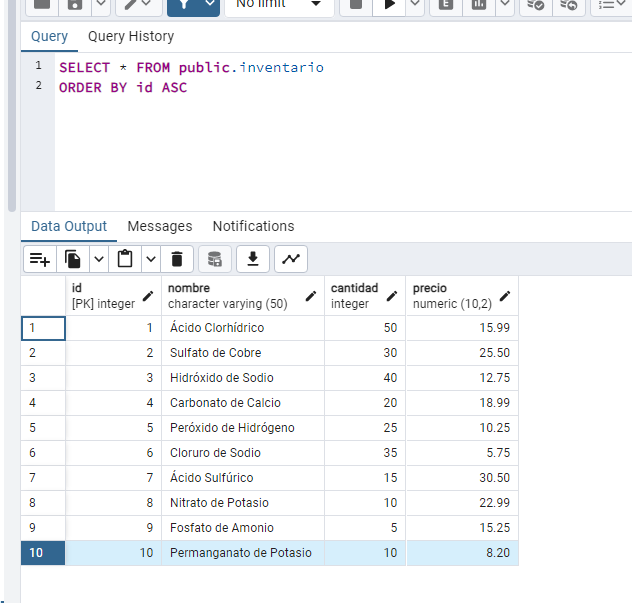 No limit
Query Query History
1 SELECT * FROM public.inventario
2 ORDER BY id ASC
Data Output Messages Notifications
id nombre cantidad precio
[PK] integer character varying (50) integer numeric (10,2)
1 1 Ácido Clorhídrico 50 15.99
2 2 Sulfato de Cobre 30 25.50
3 3 Hidróxido de Sodio 40 12.75
4 4 Carbonato de Calcio 20 18.99
5 5 Peróxido de Hidrógeno 25 10.25
6 6 Cloruro de Sodio 35 5.75
7 7 Ácido Sulfúrico 15 30.50
8 8 Nitrato de Potasio 10 22.99
9 9 Fosfato de Amonio 5 15.25
10 10 Permanganato de Potasio 10 8.20